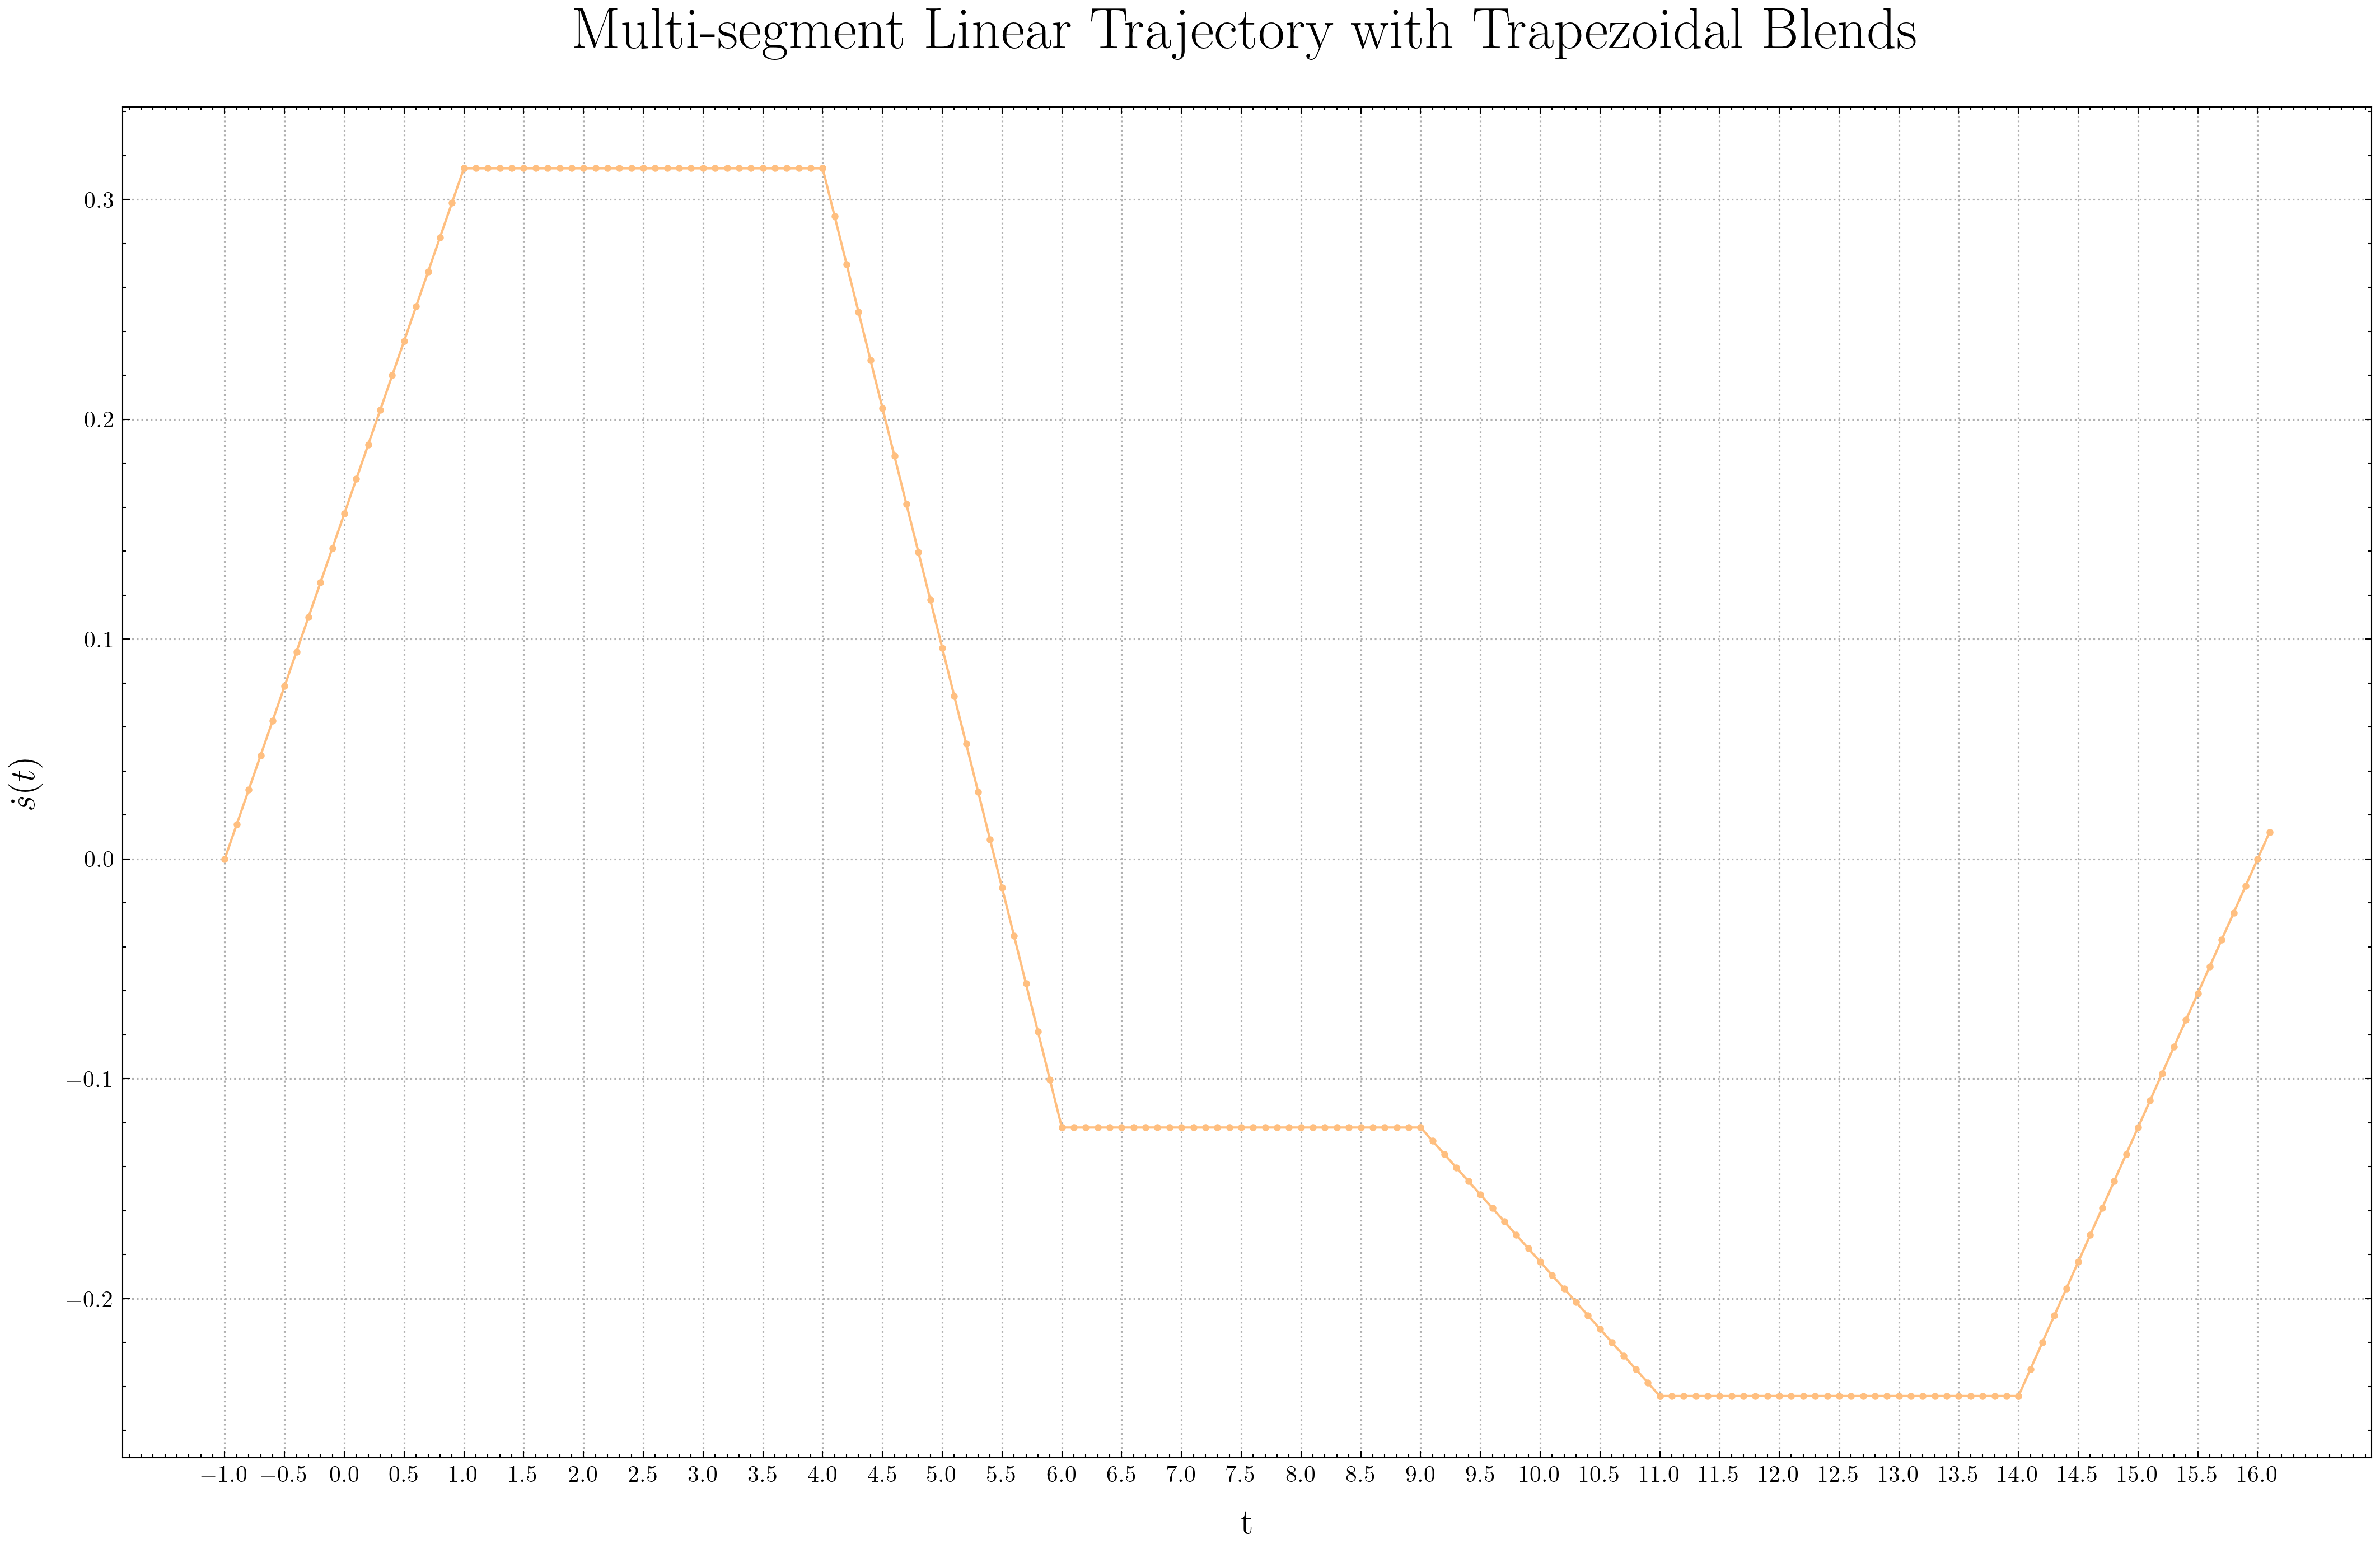 Multi-segment Linear Trajectory with Trapezoidal Blends
0.3
0.2
0.1
0.0
−0.1
−0.2
ṡ(t)
−1.0 −0.5 0.0 0.5 1.0 1.5 2.0 2.5 3.0 3.5 4.0 4.5 5.0 5.5 6.0 6.5 7.0 7.5 8.0 8.5 9.0 9.5 10.0 10.5 11.0 11.5 12.0 12.5 13.0 13.5 14.0 14.5 15.0 15.5 16.0
t